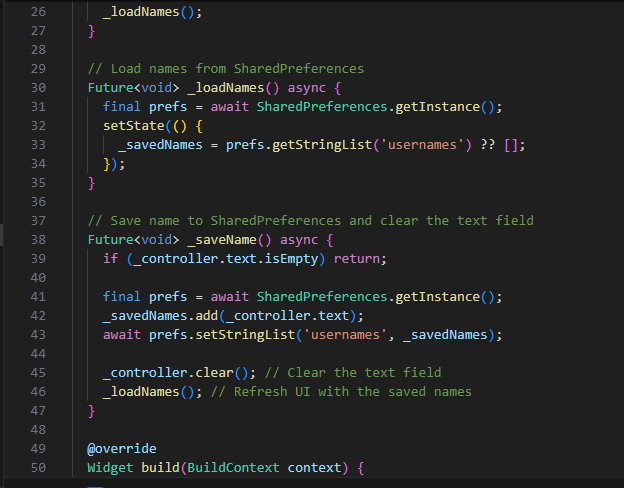 26 _loadNames();
27 }
28
29 // Load names from SharedPreferences
30 Future<void> _loadNames() async {
31 final prefs = await SharedPreferences.getInstance();
32 setState(() {
33 _savedNames = prefs.getStringList('usernames') ?? [];
34 });
35 }
36
37 // Save name to SharedPreferences and clear the text field
38 Future<void> _saveName() async {
39 if (_controller.text.isEmpty) return;
40
41 final prefs = await SharedPreferences.getInstance();
42 _savedNames.add(_controller.text);
43 await prefs.setStringList('usernames', _savedNames);
44
45 _controller.clear(); // Clear the text field
46 _loadNames(); // Refresh UI with the saved names
47 }
48
49 @override
50 Widget build(BuildContext context) {